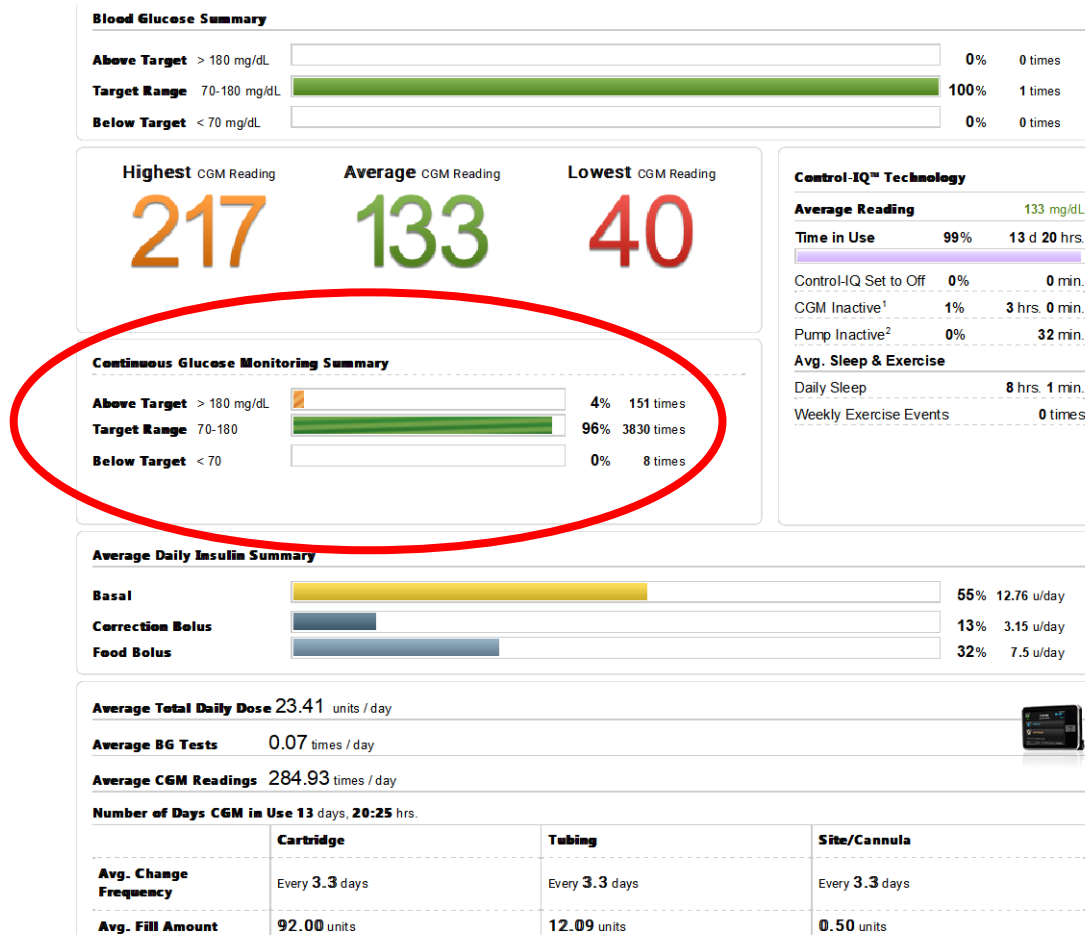 Blood Glucose Summary
Above Target > 180 mg/dL 0% 0 times
Target Range 70-180 mg/dL 100% 1 times
Below Target < 70 mg/dL 0% 0 times
Highest CGM Reading Average CGM Reading Lowest CGM Reading
217 133 40
Control-IQ™ Technology
Average Reading 133 mg/dL
Time in Use 99% 13 d 20 hrs.
Control-IQ Set to Off 0% 0 min.
CGM Inactive1 1% 3 hrs. 0 min.
Pump Inactive2 0% 32 min.
Avg. Sleep & Exercise
Daily Sleep 8 hrs. 1 min.
Weekly Exercise Events 0 times
Continuous Glucose Monitoring Summary
Above Target > 180 mg/dL 4% 151 times
Target Range 70-180 96% 3830 times
Below Target < 70 0% 8 times
Average Daily Insulin Summary
Basal 55% 12.76 u/day
Correction Bolus 13% 3.15 u/day
Food Bolus 32% 7.5 u/day
Average Total Daily Dose 23.41 units / day
Average BG Tests 0.07 times / day
Average CGM Readings 284.93 times / day
Number of Days CGM in Use 13 days, 20:25 hrs.
Cartridge Tubing Site/Cannula
Avg. Change Frequency Every 3.3 days Every 3.3 days Every 3.3 days
Avg. Fill Amount 92.00 units 12.09 units 0.50 units